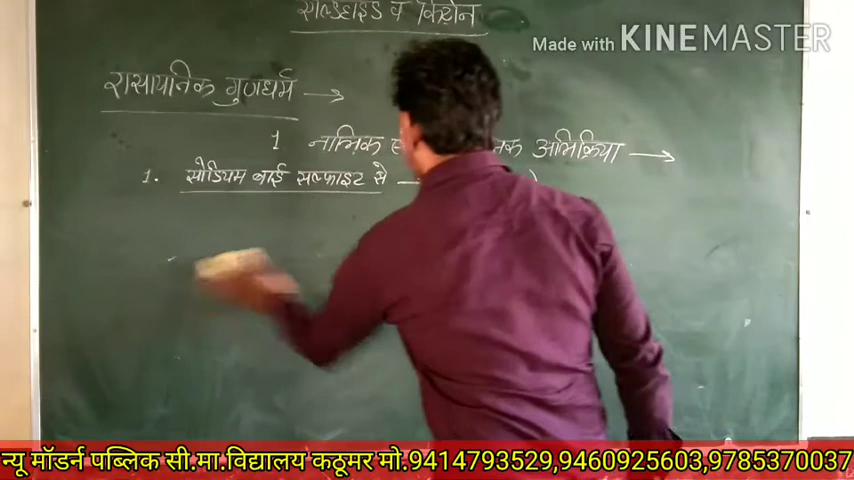 एल्डिहाइड व किटोन
Made with KINEMASTER
रासायनिक गुणधर्म →
1 नाभिक अभिक्रिया →
1. सोडियम बाई सल्फाइट से —
न्यू मॉडर्न पब्लिक सी.मा.विद्यालय कठूमर मो.9414793529,9460925603,9785370037